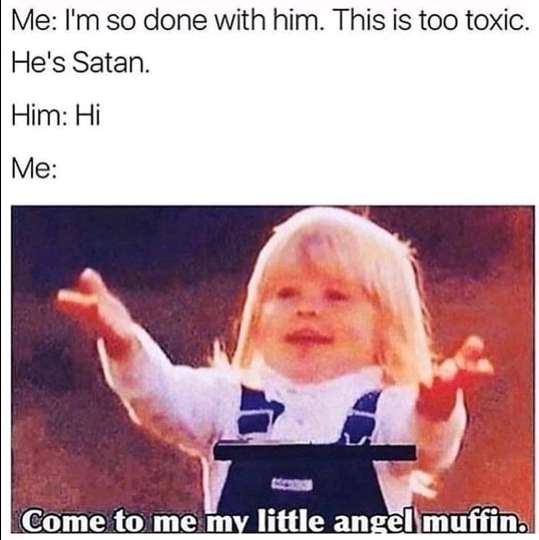 Me: I'm so done with him. This is too toxic.
He's Satan.
Him: Hi
Me:
Come to me my little angel muffin.